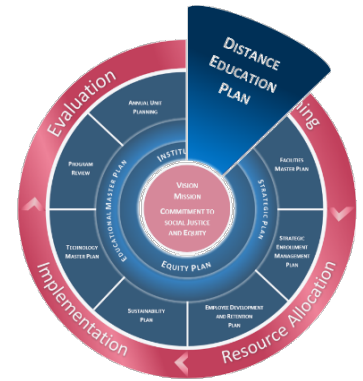 DISTANCE
EDUCATION
PLAN
Evaluation
ning
ANNUAL UNIT
PLANNING
INSTITU
FACILITIES
MASTER PLAN
PROGRAM
REVIEW
EDUCATIONAL MASTER PLAN
VISION
MISSION
COMMITMENT TO
SOCIAL JUSTICE
AND EQUITY
STRATEGIC PLAN
STRATEGIC
ENROLLMENT
MANAGEMENT
PLAN
TECHNOLOGY
MASTER PLAN
EQUITY PLAN
SUSTAINABILITY
PLAN
EMPLOYEE DEVELOPMENT
AND RETENTION
PLAN
Implementation
Resource Allocation